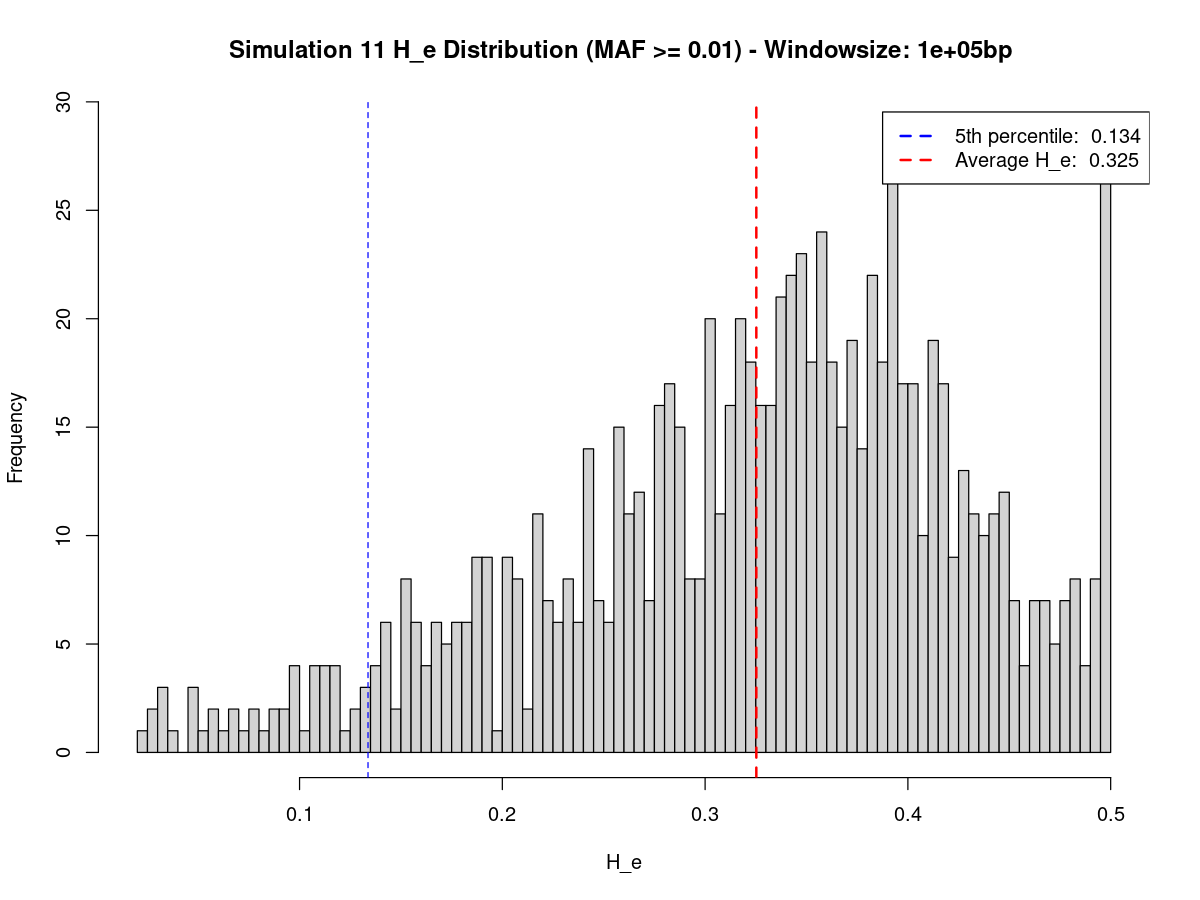 Simulation 11 H_e Distribution (MAF >= 0.01) - Windowsize: 1e+05bp
5th percentile: 0.134
Average H_e: 0.325
Frequency
30
25
20
15
10
5
0
0.1 0.2 0.3 0.4 0.5
H_e